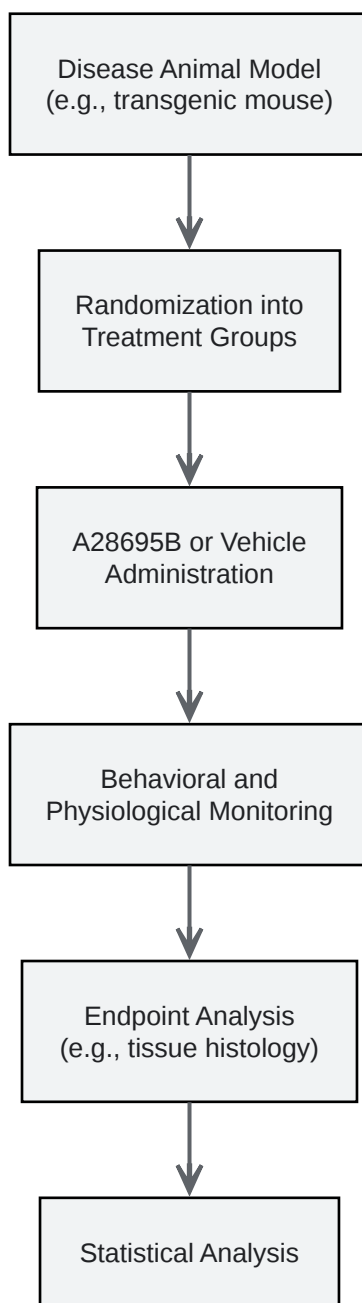 Disease Animal Model
(e.g., transgenic mouse)
Randomization into
Treatment Groups
A28695B or Vehicle
Administration
Behavioral and
Physiological Monitoring
Endpoint Analysis
(e.g., tissue histology)
Statistical Analysis